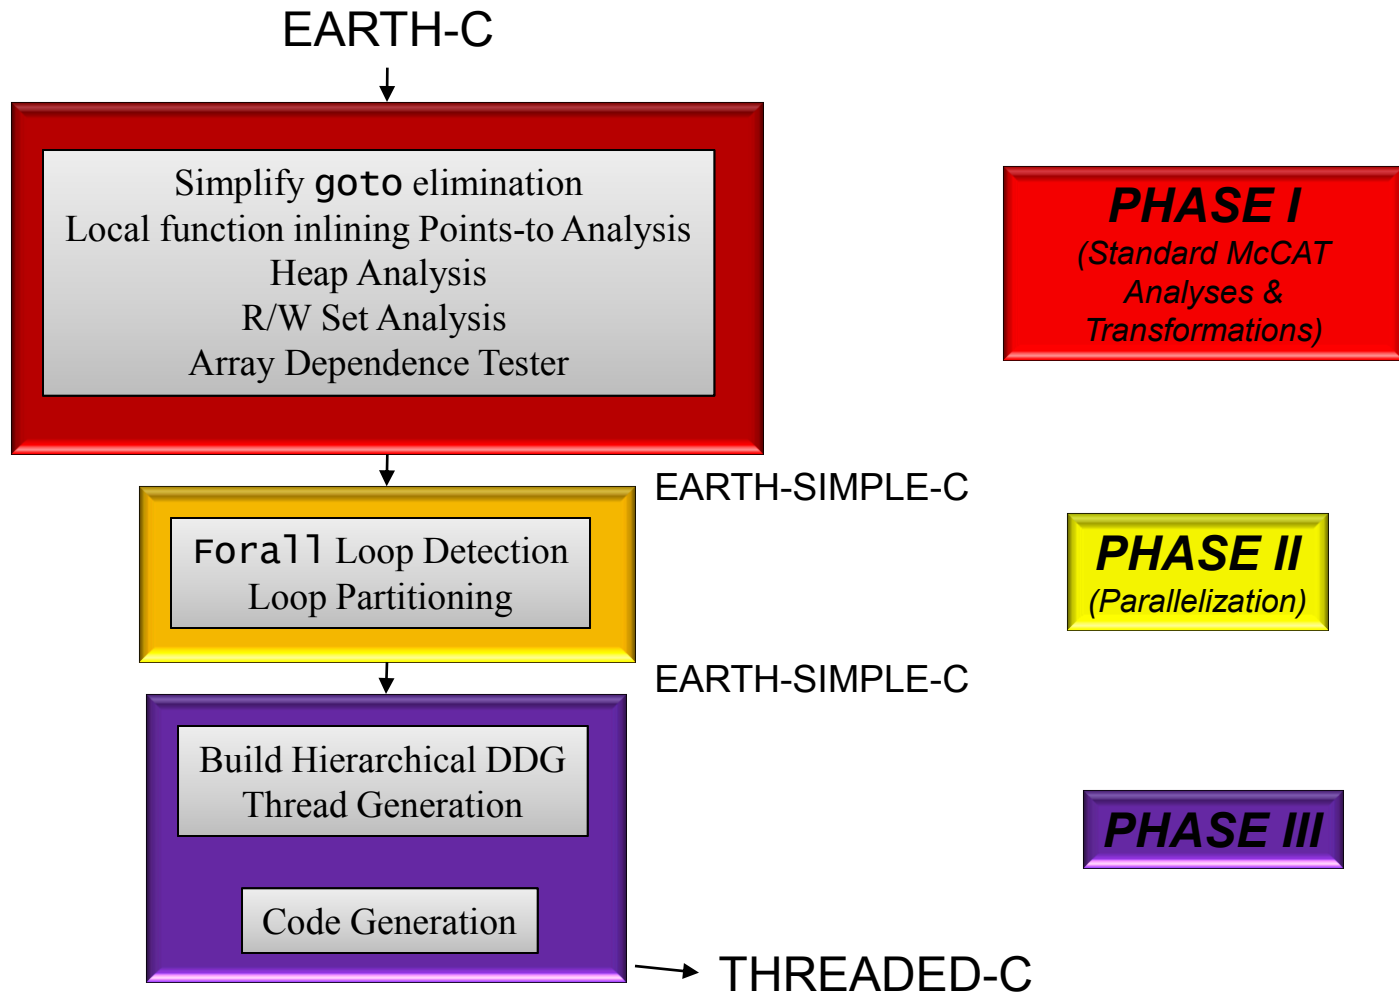 EARTH-C
Simplify goto elimination
Local function inlining Points-to Analysis
Heap Analysis
R/W Set Analysis
Array Dependence Tester
PHASE I
(Standard McCAT
Analyses &
Transformations)
EARTH-SIMPLE-C
Forall Loop Detection
Loop Partitioning
PHASE II
(Parallelization)
EARTH-SIMPLE-C
Build Hierarchical DDG
Thread Generation
PHASE III
Code Generation
THREADED-C